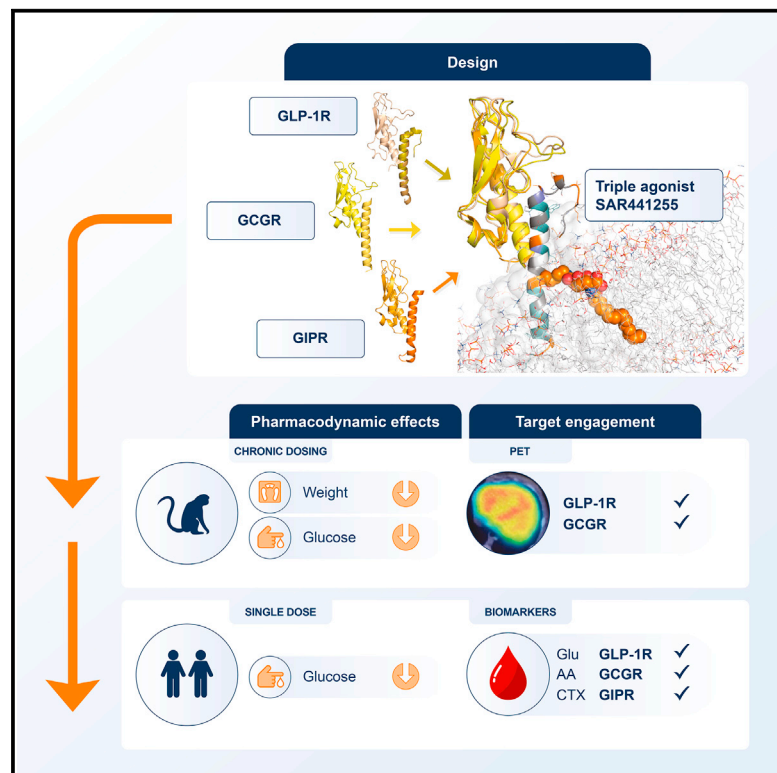 Design
GLP-1R
GCGR
GIPR
Triple agonist
SAR441255
Pharmacodynamic effects
Target engagement
CHRONIC DOSING
PET
Weight
Glucose
GLP-1R
GCGR
SINGLE DOSE
BIOMARKERS
Glucose
Glu GLP-1R
AA GCGR
CTX GIPR